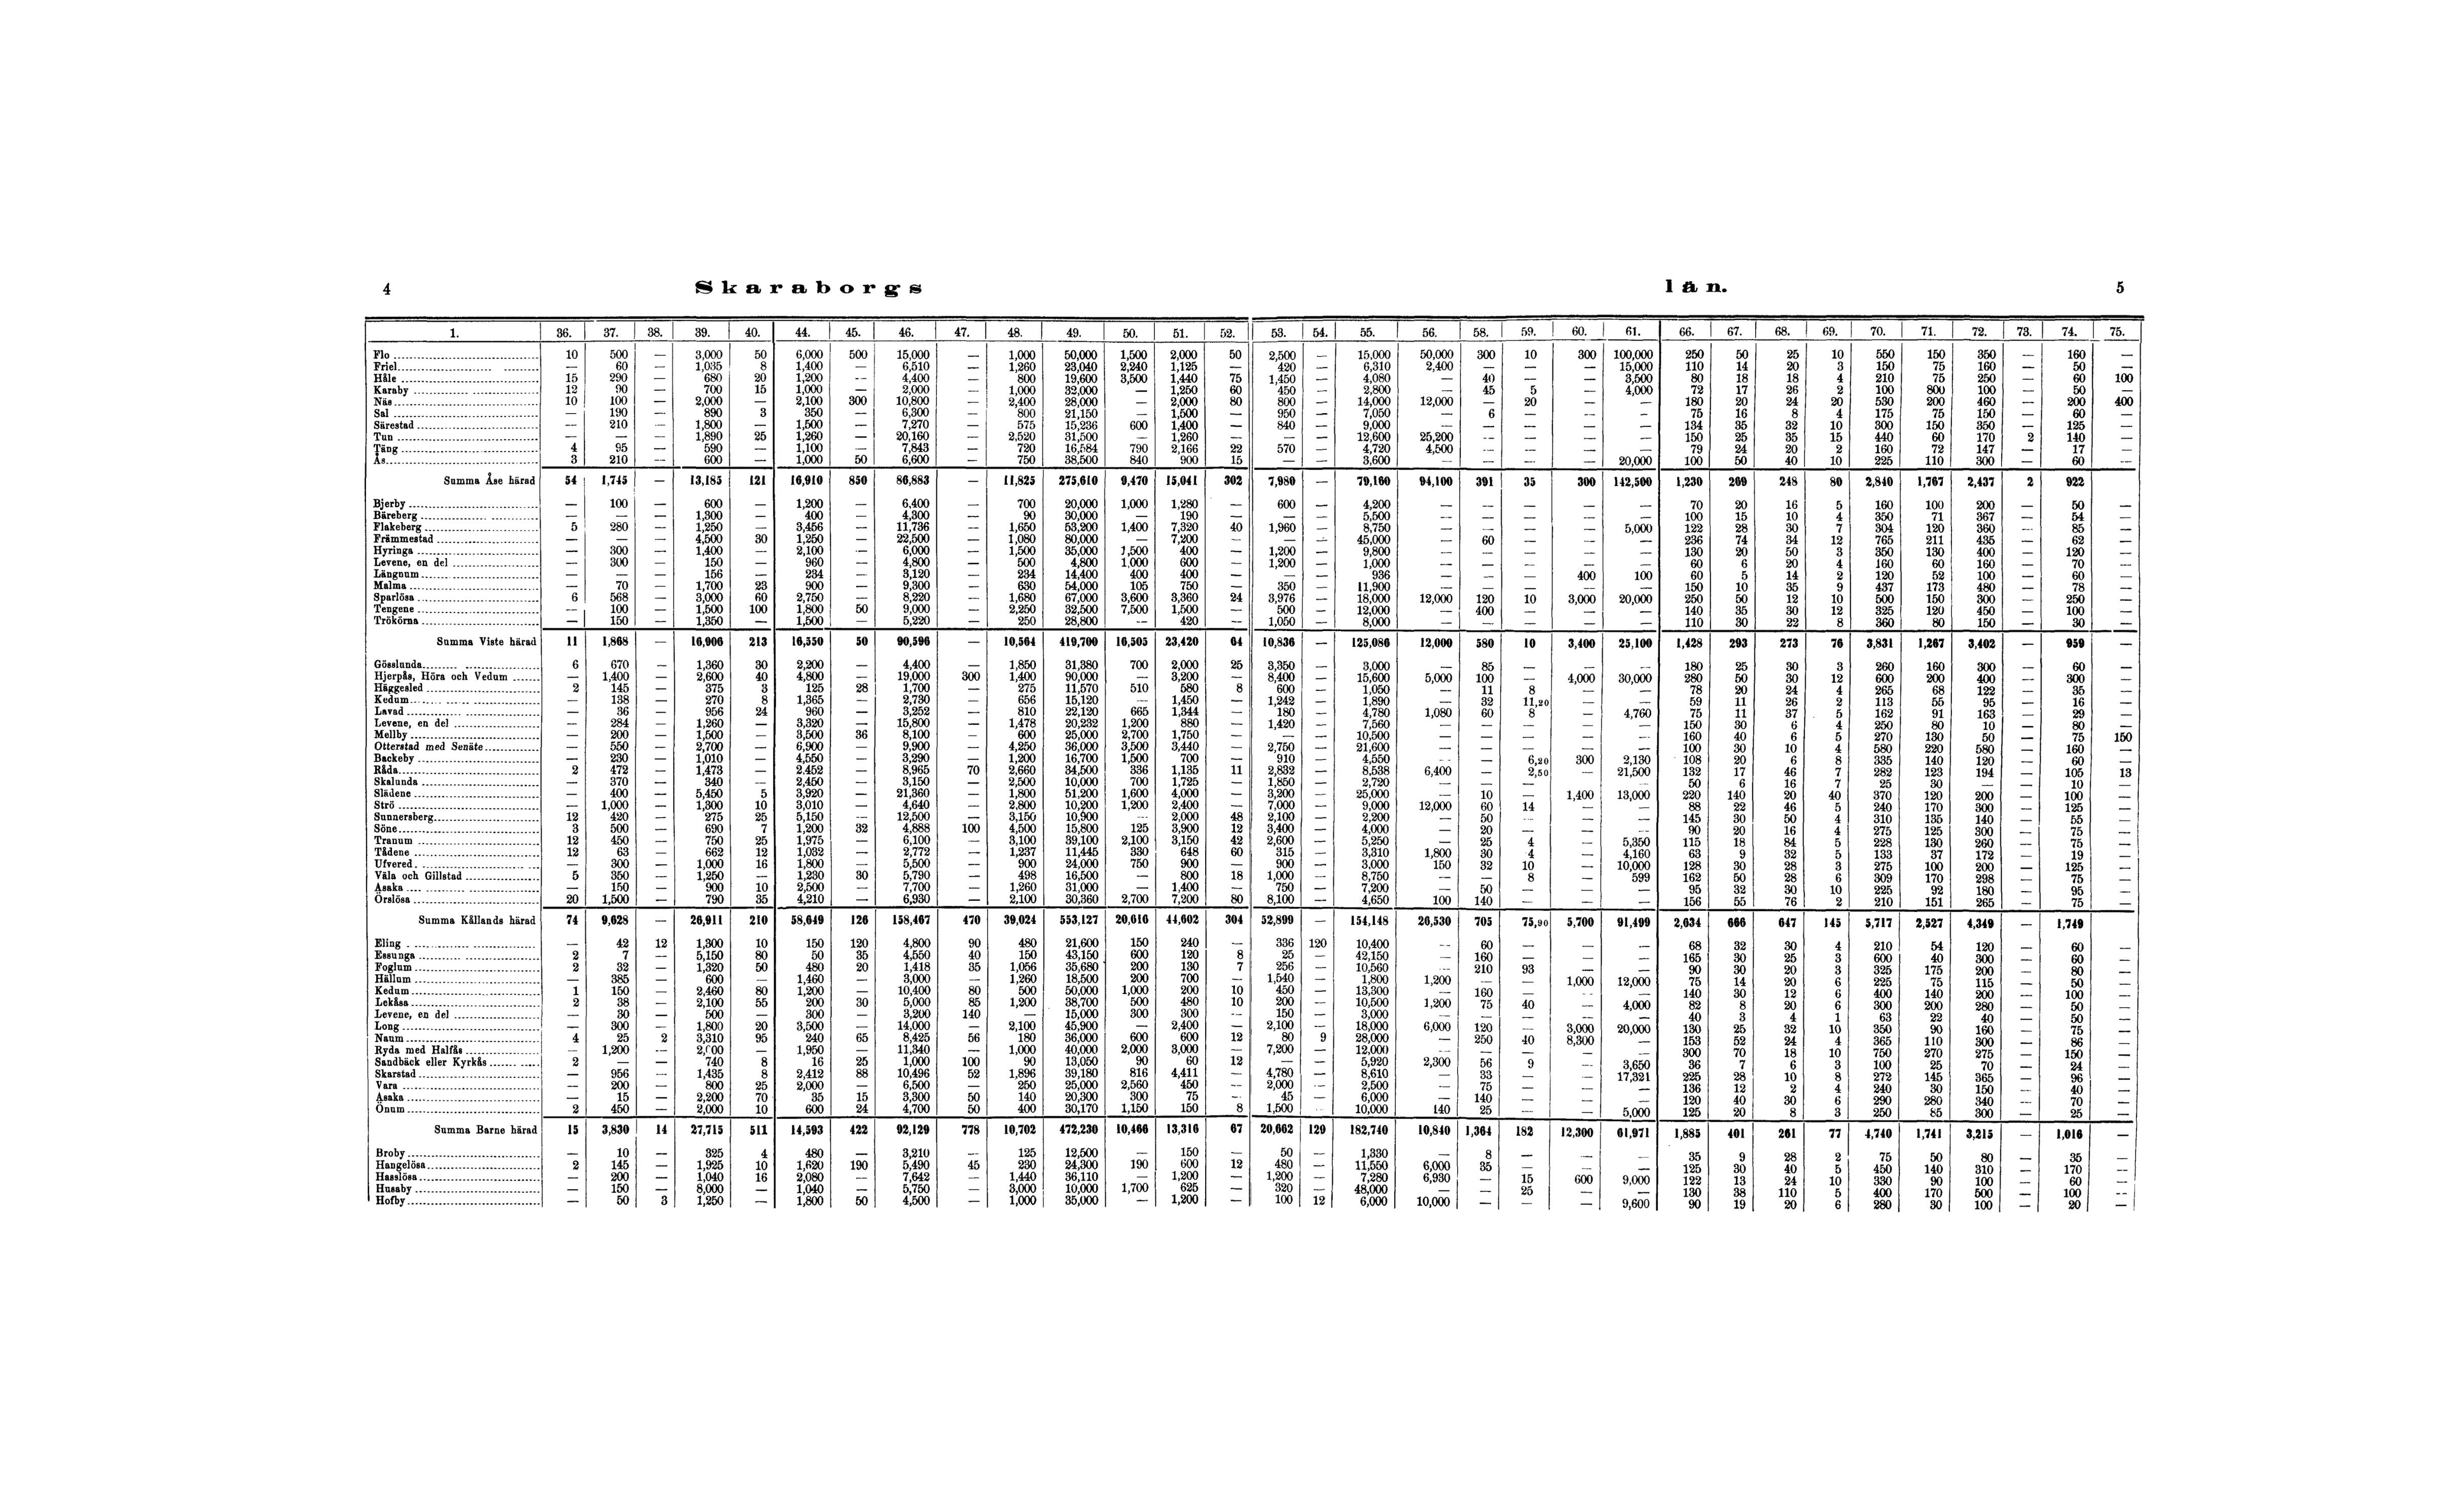 4 Skaraborgs län. 5
1. 36. 37. 38. 39. 40. 44. 45. 46. 47. 48. 49. 50. 51. 52. 53. 54. 55. 56. 58. 59. 60. 61. 66. 67. 68. 69. 70. 71. 72. 73. 74. 75.
Flo 10 500 — 3,000 50 6,000 500 15,000 — 1,000 50,000 1,500 2,000 50 2,500 — 15,000 50,000 300 10 300 100,000 250 50 25 10 550 150 350 — 160 —
Friel — 60 — 1,035 8 1,400 — 6,510 — 1,260 23,040 2,240 1,125 — 420 — 6,310 2,400 — — — 15,000 110 14 20 3 150 75 160 — 50 —
Håle 15 290 — 680 20 1,200 — 4,400 — 800 19,600 3,500 1,440 75 1,450 — 4,080 — 40 — — 3,500 80 18 18 4 210 75 250 — 60 100
Karaby 12 90 — 700 15 1,000 — 2,000 — 1,000 32,000 — 1,250 60 450 — 2,800 — 45 5 — 4,000 72 17 26 2 100 800 100 — 50 —
Näs 10 100 — 2,000 — 2,100 300 10,800 — 2,400 28,000 — 2,000 80 800 — 14,000 12,000 — 20 — — 180 20 24 20 530 200 460 — 200 400
Sal — 190 — 890 3 350 — 6,300 — 800 21,150 — 1,500 — 950 — 7,050 — 6 — — — 75 16 8 4 175 75 150 — 60 —
Särestad — 210 — 1,800 — 1,500 — 7,270 — 575 15,236 600 1,400 — 840 — 9,000 — — — — — 134 35 32 10 300 150 350 — 125 —
Tun — — — 1,890 25 1,260 — 20,160 — 2,520 31,500 — 1,260 — — — 12,600 25,200 — — — — 150 25 35 15 440 60 170 2 140 —
Täng 4 95 — 590 — 1,100 — 7,843 — 720 16,584 790 2,166 22 570 — 4,720 4,500 — — — — 79 24 20 2 160 72 147 — 17 —
Ås 3 210 — 600 — 1,000 50 6,600 — 750 38,500 840 900 15 — — 3,600 — — — — 20,000 100 50 40 10 225 110 300 — 60 —
Summa Åse härad 54 1,745 — 13,185 121 16,910 850 86,883 — 11,825 275,610 9,470 15,041 302 7,980 — 79,160 94,100 391 35 300 142,500 1,230 269 248 80 2,840 1,767 2,437 2 922
Bjerby — 100 — 600 — 1,200 — 6,400 — 700 20,000 1,000 1,280 — 600 — 4,200 — — — — — 70 20 16 5 160 100 200 — 50 —
Bäreberg — — — 1,300 — 400 — 4,300 — 90 30,000 — 190 — — — 5,500 — — — — — 100 15 10 4 350 71 367 — 54 —
Flakeberg 5 280 — 1,250 — 3,456 — 11,736 — 1,650 53,200 1,400 7,320 40 1,960 — 8,750 — — — — 5,000 122 28 30 7 304 120 360 — 85 —
Främmestad — — — 4,500 30 1,250 — 22,500 — 1,080 80,000 — 7,200 — — — 45,000 — 60 — — — 236 74 34 12 765 211 435 — 62 —
Hyringa — 300 — 1,400 — 2,100 — 6,000 — 1,500 35,000 1,500 400 — 1,200 — 9,800 — — — — — 130 20 50 3 350 130 400 — 120 —
Levene, en del — 300 — 150 — 960 — 4,800 — 500 4,800 1,000 600 — 1,200 — 1,000 — — — — — 60 6 20 4 160 60 160 — 70 —
Längnum — — — 156 — 234 — 3,120 — 234 14,400 400 400 — — — 936 — — — 400 100 60 5 14 2 120 52 100 — 60 —
Malma — 70 — 1,700 23 900 — 9,300 — 630 54,000 105 750 — 350 — 11,900 — — — — — 150 10 35 9 437 173 480 — 78 —
Sparlösa 6 568 — 3,000 60 2,750 — 8,220 — 1,680 67,000 3,600 3,360 24 3,976 — 18,000 12,000 120 10 3,000 20,000 250 50 12 10 500 150 300 — 250 —
Tengene — 100 — 1,500 100 1,800 50 9,000 — 2,250 32,500 7,500 1,500 — 500 — 12,000 — 400 — — — 140 35 30 12 325 120 450 — 100 —
Trökörna — 150 — 1,350 — 1,500 — 5,220 — 250 28,800 — 420 — 1,050 — 8,000 — — — — — 110 30 22 8 360 80 150 — 30 —
Summa Viste härad 11 1,868 — 16,906 213 16,550 50 90,596 — 10,564 419,700 16,505 23,420 64 10,836 — 125,086 12,000 580 10 3,400 25,100 1,428 293 273 76 3,831 1,267 3,402 — 959 —
Gösslunda 6 670 — 1,360 30 2,200 — 4,400 — 1,850 31,380 700 2,000 25 3,350 — 3,000 — 85 — — — 180 25 30 3 260 160 300 — 60 —
Hjerpås, Höra och Vedum — 1,400 — 2,600 40 4,800 — 19,000 300 1,400 90,000 — 3,200 — 8,400 — 15,600 5,000 100 — 4,000 30,000 280 50 30 12 600 200 400 — 300 —
Häggesled 2 145 — 375 3 125 28 1,700 — 275 11,570 510 580 8 600 — 1,050 — 11 8 — — 78 20 24 4 265 68 122 — 35 —
Kedum — 138 — 270 8 1,365 — 2,730 — 656 15,120 — 1,450 — 1,242 — 1,890 — 32 11,20 — — 59 11 26 2 113 55 95 — 16 —
Lavad — 36 — 956 24 960 — 3,252 — 810 22,120 665 1,344 — 180 — 4,780 1,080 60 8 — 4,760 75 11 37 5 162 91 163 — 29 —
Levene, en del — 284 — 1,260 — 3,320 — 15,800 — 1,478 20,232 1,200 880 — 1,420 — 7,560 — — — — — 150 30 6 4 250 80 10 — 80 —
Mellby — 200 — 1,500 — 3,500 36 8,100 — 600 25,000 2,700 1,750 — — — 10,500 — — — — — 160 40 6 5 270 130 50 — 75 150
Otterstad med Senäte — 550 — 2,700 — 6,900 — 9,900 — 4,250 36,000 3,500 3,440 — 2,750 — 21,600 — — — — — 100 30 10 4 580 220 580 — 160 —
Backeby — 230 — 1,010 — 4,550 — 3,290 — 1,200 16,700 1,500 700 — 910 — 4,550 — — 6,20 300 2,130 108 20 6 8 335 140 120 — 60 —
Råda 2 472 — 1,473 — 2,452 — 8,965 70 2,660 34,500 336 1,135 11 2,832 — 8,538 6,400 — 2,50 — 21,500 132 17 46 7 282 123 194 — 105 13
Skalunda — 370 — 340 — 2,450 — 3,150 — 2,500 10,000 700 1,725 — 1,850 — 2,720 — — — — — 50 6 16 7 25 30 — — 10 —
Slädene — 400 — 5,450 5 3,920 — 21,360 — 1,800 51,200 1,600 4,000 — 3,200 — 25,000 — 10 — 1,400 13,000 220 140 20 40 370 120 200 — 100 —
Strö — 1,000 — 1,300 10 3,010 — 4,640 — 2,800 10,200 1,200 2,400 — 7,000 — 9,000 12,000 60 14 — — 88 22 46 5 240 170 300 — 125 —
Sunnersberg 12 420 — 275 25 5,150 — 12,500 — 3,150 10,900 — 2,000 48 2,100 — 2,200 — 50 — — — 145 30 50 4 310 135 140 — 55 —
Söne 3 500 — 690 7 1,200 32 4,888 100 4,500 15,800 125 3,900 12 3,400 — 4,000 — 20 — — — 90 20 16 4 275 125 300 — 75 —
Tranum 12 450 — 750 25 1,975 — 6,100 — 3,100 39,100 2,100 3,150 42 2,600 — 5,250 — 25 4 — 5,350 115 18 84 5 228 130 260 — 75 —
Tådene 12 63 — 662 12 1,032 — 2,772 — 1,237 11,445 330 648 60 315 — 3,310 1,800 30 4 — 4,160 63 9 32 5 133 37 172 — 19 —
Ufvered — 300 — 1,000 16 1,800 — 5,500 — 900 24,000 750 900 — 900 — 3,000 150 32 10 — 10,000 128 30 28 3 275 100 200 — 125 —
Våla och Gillstad 5 350 — 1,250 — 1,230 30 5,790 — 498 16,500 — 800 18 1,000 — 8,750 — — 8 — 599 162 50 28 6 309 170 298 — 75 —
Asaka — 150 — 900 10 2,500 — 7,700 — 1,260 31,000 — 1,400 — 750 — 7,200 — 50 — — — 95 32 30 10 225 92 180 — 95 —
Örslösa 20 1,500 — 790 35 4,210 — 6,930 — 2,100 30,360 2,700 7,200 80 8,100 — 4,650 100 140 — — — 156 55 76 2 210 151 265 — 75 —
Summa Kållands härad 74 9,628 — 26,911 210 58,649 126 158,467 470 39,024 553,127 20,616 44,602 304 52,899 — 154,148 26,530 705 75,90 5,700 91,499 2,634 666 647 145 5,717 2,527 4,349 — 1,749
Eling — 42 12 1,300 10 150 120 4,800 90 480 21,600 150 240 — 336 120 10,400 — 60 — — — 68 32 30 4 210 54 120 — 60 —
Essunga 2 7 — 5,150 80 50 35 4,550 40 150 43,150 600 120 8 25 — 42,150 — 160 — — — 165 30 25 3 600 40 300 — 60 —
Foglum 2 32 — 1,320 50 480 20 1,418 35 1,056 35,680 200 130 7 256 — 10,560 — 210 93 — — 90 30 20 3 325 175 200 — 80 —
Hällum — 385 — 600 — 1,460 — 3,000 — 1,260 18,500 200 700 — 1,540 — 1,800 1,200 — — 1,000 12,000 75 14 20 6 225 75 115 — 50 —
Kedum 1 150 — 2,460 80 1,200 — 10,400 80 500 50,000 1,000 200 10 450 — 13,300 — 160 — — — 140 30 12 6 400 140 200 — 100 —
Lekåsa 2 38 — 2,100 55 200 30 5,000 85 1,200 38,700 500 480 10 200 — 10,500 1,200 75 40 — 4,000 82 8 20 6 300 200 280 — 50 —
Levene, en del — 30 — 500 — 300 — 3,200 140 — 15,000 300 300 — 150 — 3,000 — — — — — 40 3 4 1 63 22 40 — 50 —
Long — 300 — 1,800 20 3,500 — 14,000 — 2,100 45,900 — 2,400 — 2,100 — 18,000 6,000 120 — 3,000 20,000 130 25 32 10 350 90 160 — 75 —
Naum 4 25 2 3,310 95 240 65 8,425 56 180 36,000 600 600 12 80 9 28,000 — 250 40 8,300 — 153 52 24 4 365 110 300 — 86 —
Ryda med Halfås — 1,200 — — 1,950 — 11,340 — 1,000 40,000 2,000 3,000 — 7,200 — 12,000 — — — — — 300 70 18 10 750 270 275 — 150 —
Sandbäck eller Kyrkås 2 — — 740 8 16 25 1,000 100 90 13,050 90 60 12 — — 5,920 2,300 56 9 — 3,650 36 7 6 3 100 25 70 — 24 —
Skarstad — 956 — 1,435 8 2,412 88 10,496 52 1,896 39,180 816 4,411 — 4,780 — 8,610 — 33 — — 17,321 225 28 10 8 272 145 365 — 96 —
Vara — 200 — 800 25 2,000 — 6,500 — 250 25,000 2,560 450 — 2,000 — 2,500 — 75 — — — 136 12 2 4 240 30 150 — 40 —
Asaka — 15 — 2,200 70 35 15 3,300 50 140 20,300 300 75 — 45 — 6,000 — 140 — — — 120 40 30 6 290 280 340 — 70 —
Önum 2 450 — 2,000 10 600 24 4,700 50 400 30,170 1,150 150 8 1,500 — 10,000 140 25 — — 5,000 125 20 8 3 250 85 300 — 25 —
Summa Barne härad 15 3,830 14 27,715 511 14,593 422 92,129 778 10,702 472,230 10,466 13,316 67 20,662 129 182,740 10,840 1,364 182 12,300 61,971 1,885 401 261 77 4,740 1,741 3,215 — 1,016 —
Broby — 10 — 325 4 480 — 3,210 — 125 12,500 — 150 — 50 — 1,330 — 8 — — — 35 9 28 2 75 50 80 — 35 —
Hangelösa 2 145 — 1,925 10 1,620 190 5,490 45 230 24,300 190 600 12 480 — 11,550 6,000 35 — — — 125 30 40 5 450 140 310 — 170 —
Hasslösa — 200 — 1,040 16 2,080 — 7,642 — 1,440 36,110 — 1,200 — 1,200 — 7,280 6,930 — 15 600 9,000 122 13 24 10 330 90 100 — 60 —
Husaby — 150 — 8,000 — 1,040 — 5,750 — 3,000 10,000 1,700 625 — 320 — 48,000 — — 25 — — 130 38 110 5 400 170 500 — 100 —
Hofby — 50 3 1,250 — 1,800 50 4,500 — 1,000 35,000 — 1,200 — 100 12 6,000 10,000 — — — 9,600 90 19 20 6 280 30 100 — 20 —